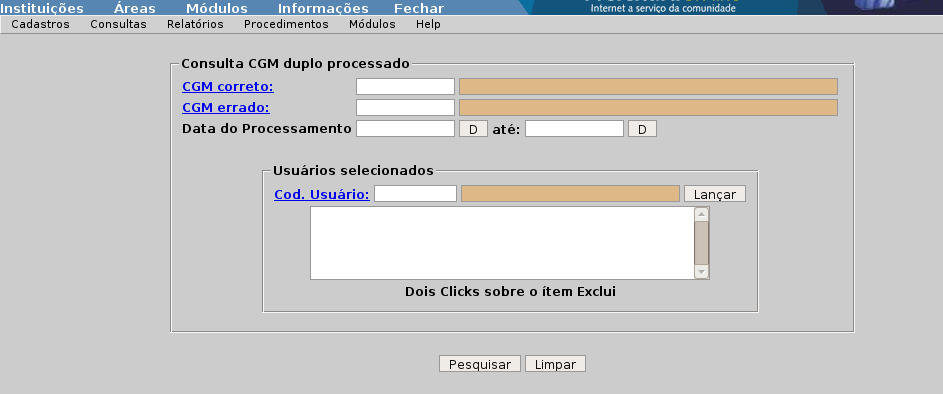 Instituições Áreas Módulos Informações Fechar
Internet a serviço da comunidade
Cadastros Consultas Relatórios Procedimentos Módulos Help
Consulta CGM duplo processado
CGM correto:
CGM errado:
Data do Processamento D até: D
Usuários selecionados
Cod. Usuário: Lançar
Dois Clicks sobre o ítem Exclui
Pesquisar Limpar